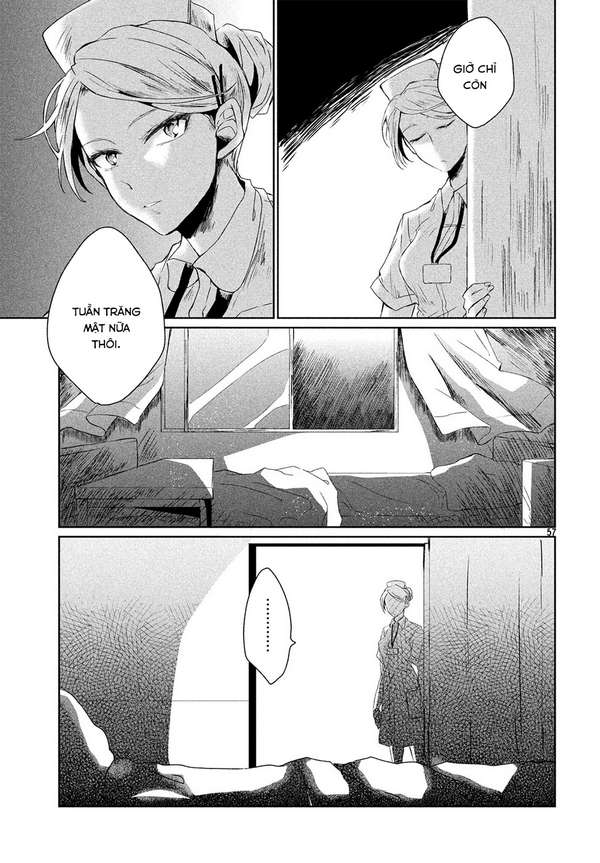 GIỜ CHỈ
CÒN
TUẦN TRĂNG
MẬT NỮA
THÔI.
57
.........